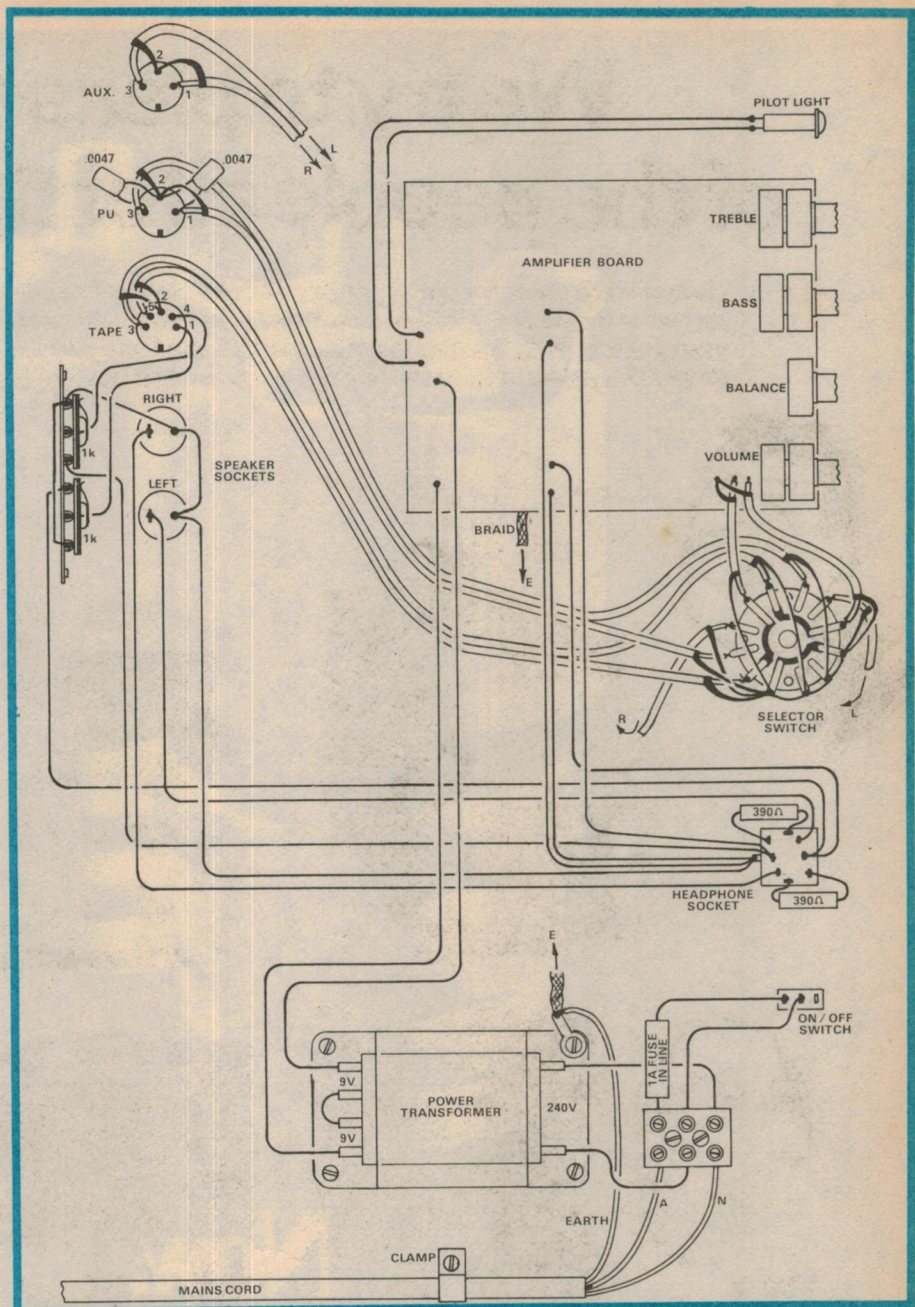 AUX.
2
3
1
L
R
PILOT LIGHT
.0047
.0047
2
PU
3
1
TREBLE
AMPLIFIER BOARD
BASS
2
5
4
TAPE
3
1
BALANCE
RIGHT
1k
VOLUME
SPEAKER
SOCKETS
LEFT
1k
BRAID
E
R
L
SELECTOR
SWITCH
390Ω
HEADPHONE
SOCKET
390Ω
E
ON / OFF
SWITCH
1A FUSE
IN LINE
9V
POWER
TRANSFORMER
240V
9V
A
N
EARTH
CLAMP
MAINS CORD